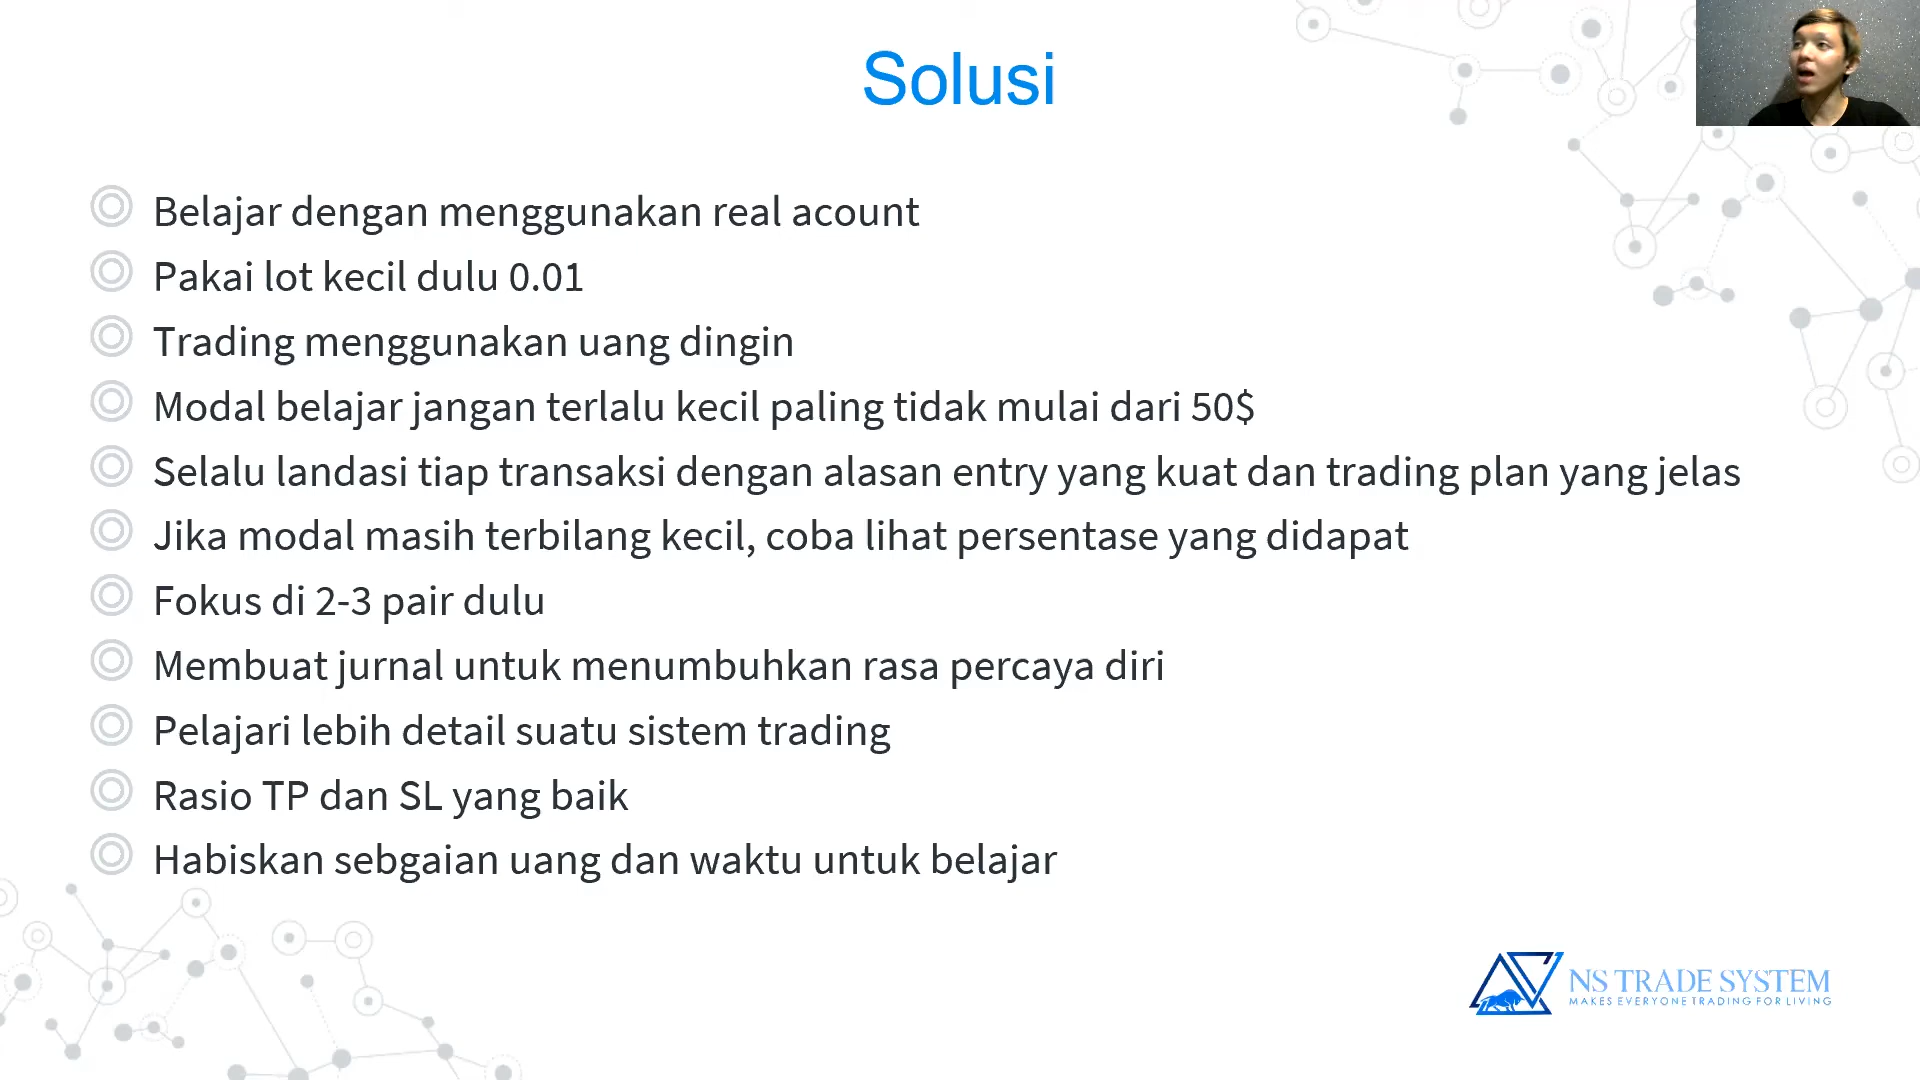 Solusi
Belajar dengan menggunakan real acount
Pakai lot kecil dulu 0.01
Trading menggunakan uang dingin
Modal belajar jangan terlalu kecil paling tidak mulai dari 50$
Selalu landasi tiap transaksi dengan alasan entry yang kuat dan trading plan yang jelas
Jika modal masih terbilang kecil, coba lihat persentase yang didapat
Fokus di 2-3 pair dulu
Membuat jurnal untuk menumbuhkan rasa percaya diri
Pelajari lebih detail suatu sistem trading
Rasio TP dan SL yang baik
Habiskan sebgaian uang dan waktu untuk belajar
NS TRADE SYSTEM
MAKES EVERYONE TRADING FOR LIVING